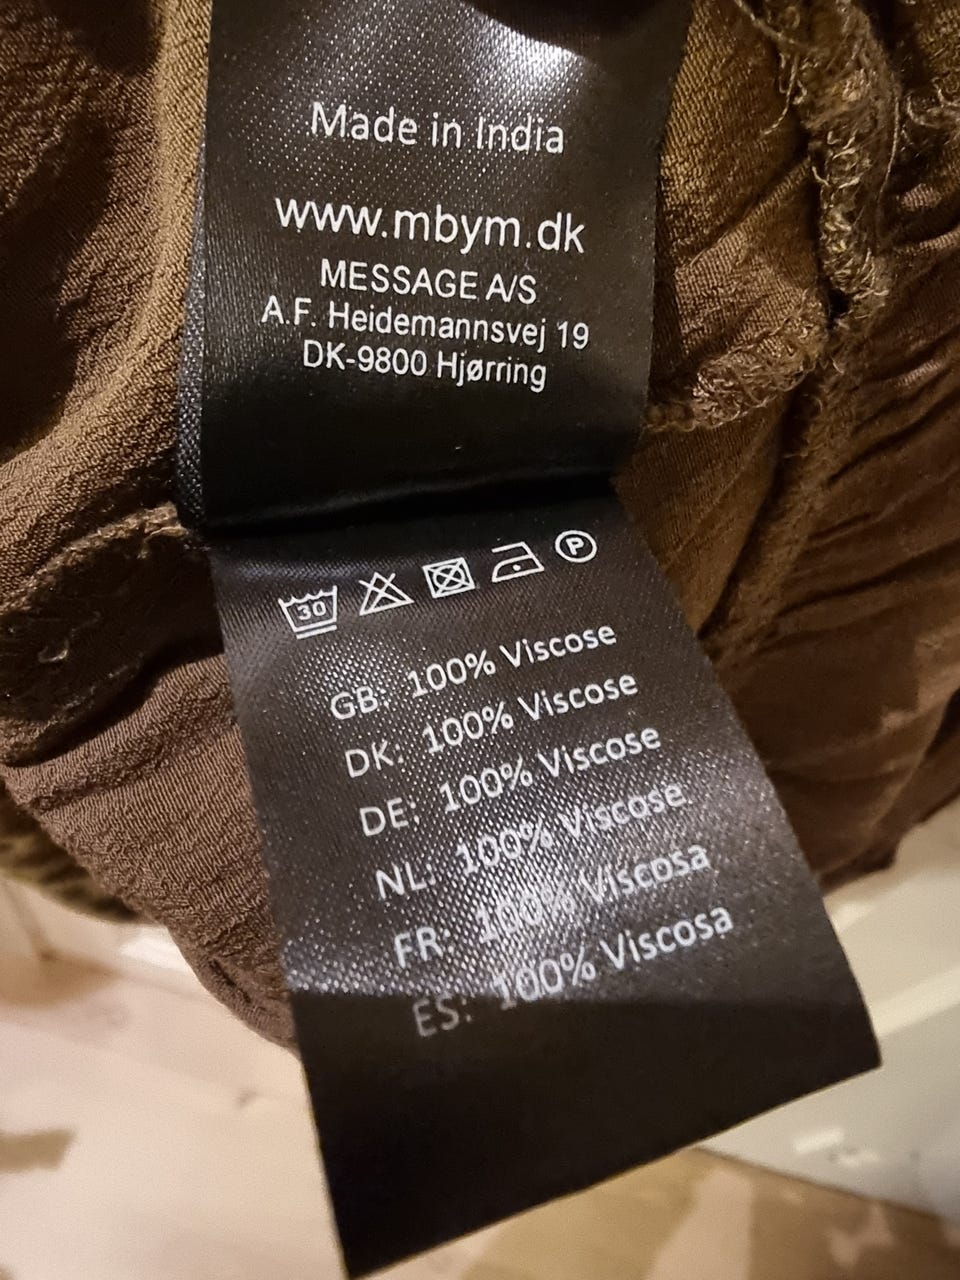 Made in India
www.mbym.dk
MESSAGE A/S
A.F. Heidemannsvej 19
DK-9800 Hjørring
30 P
GB: 100% Viscose
DK: 100% Viscose
DE: 100% Viscose
NL: 100% Viscose
FR: 100% Viscosa
ES: 100% Viscosa